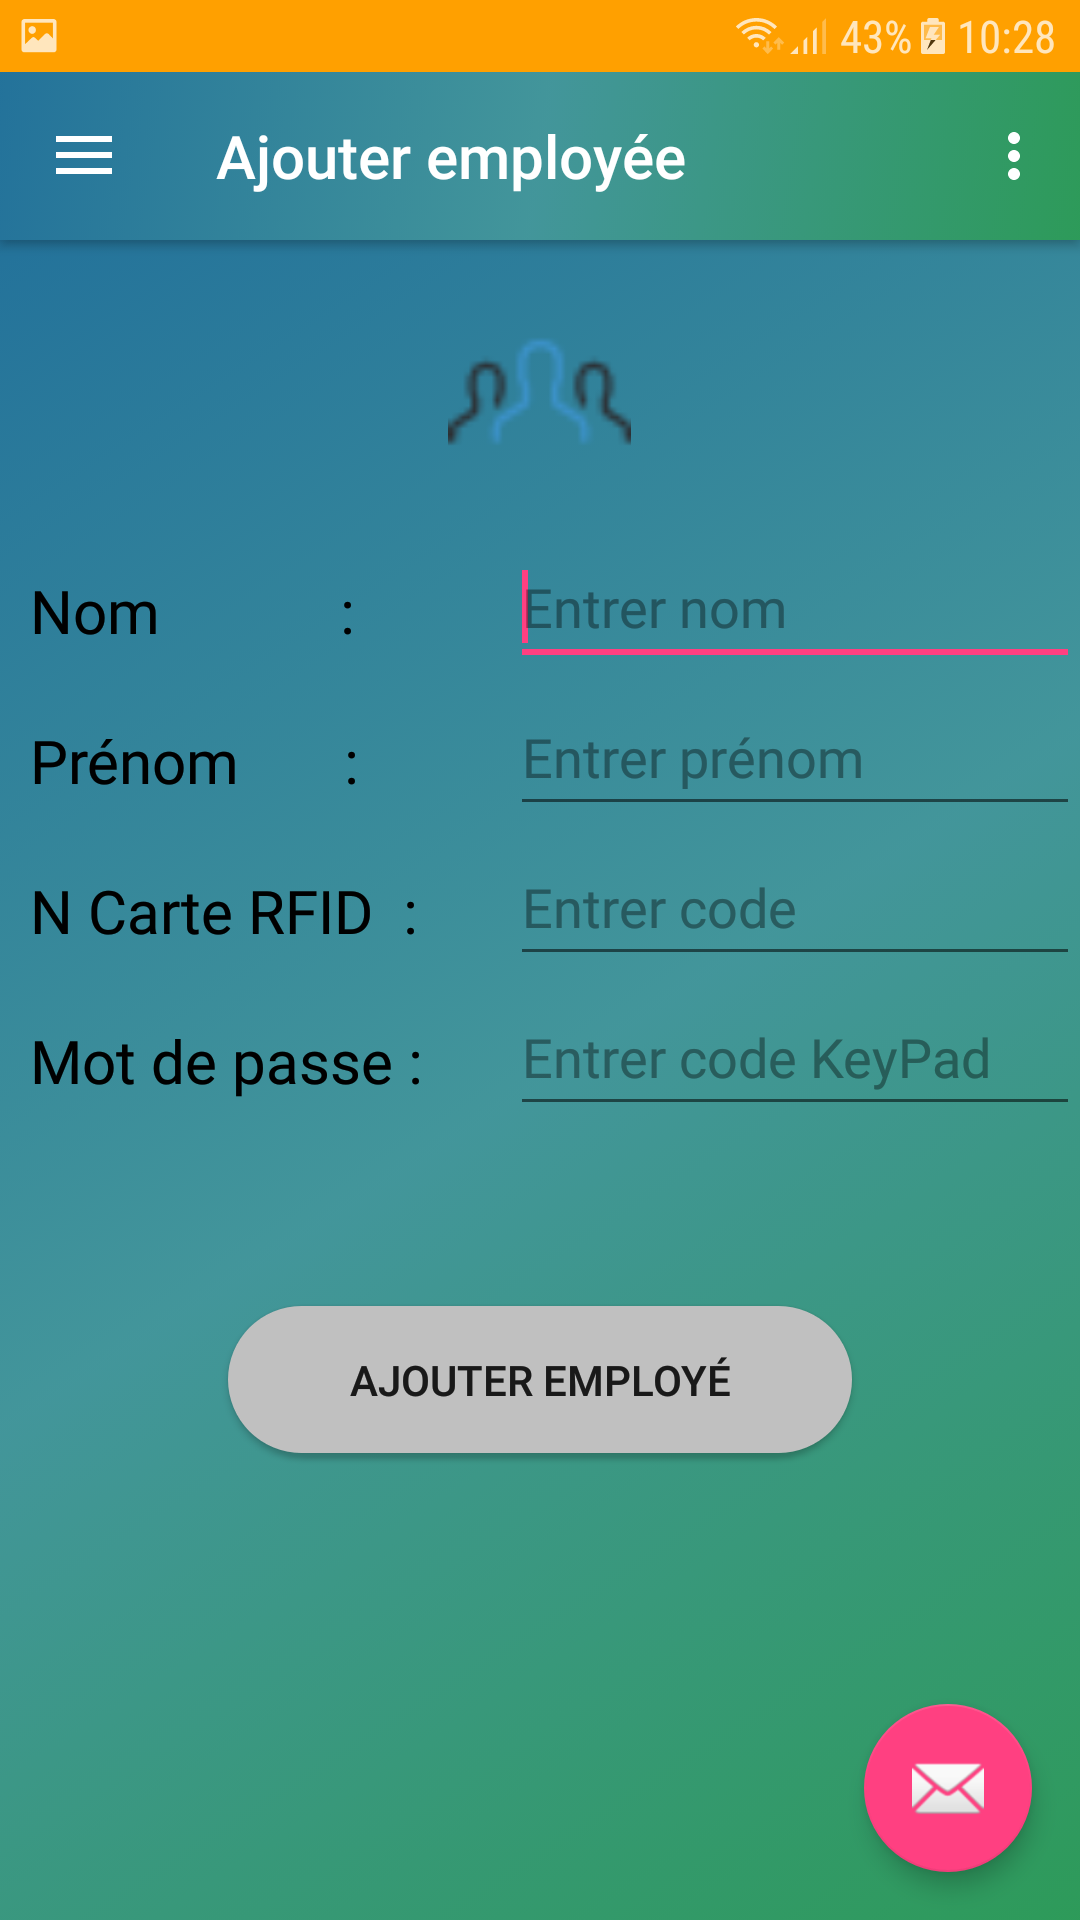 43% 10:28
Ajouter employée
Nom : Entrer nom
Prénom : Entrer prénom
N Carte RFID : Entrer code
Mot de passe : Entrer code KeyPad
AJOUTER EMPLOYÉ